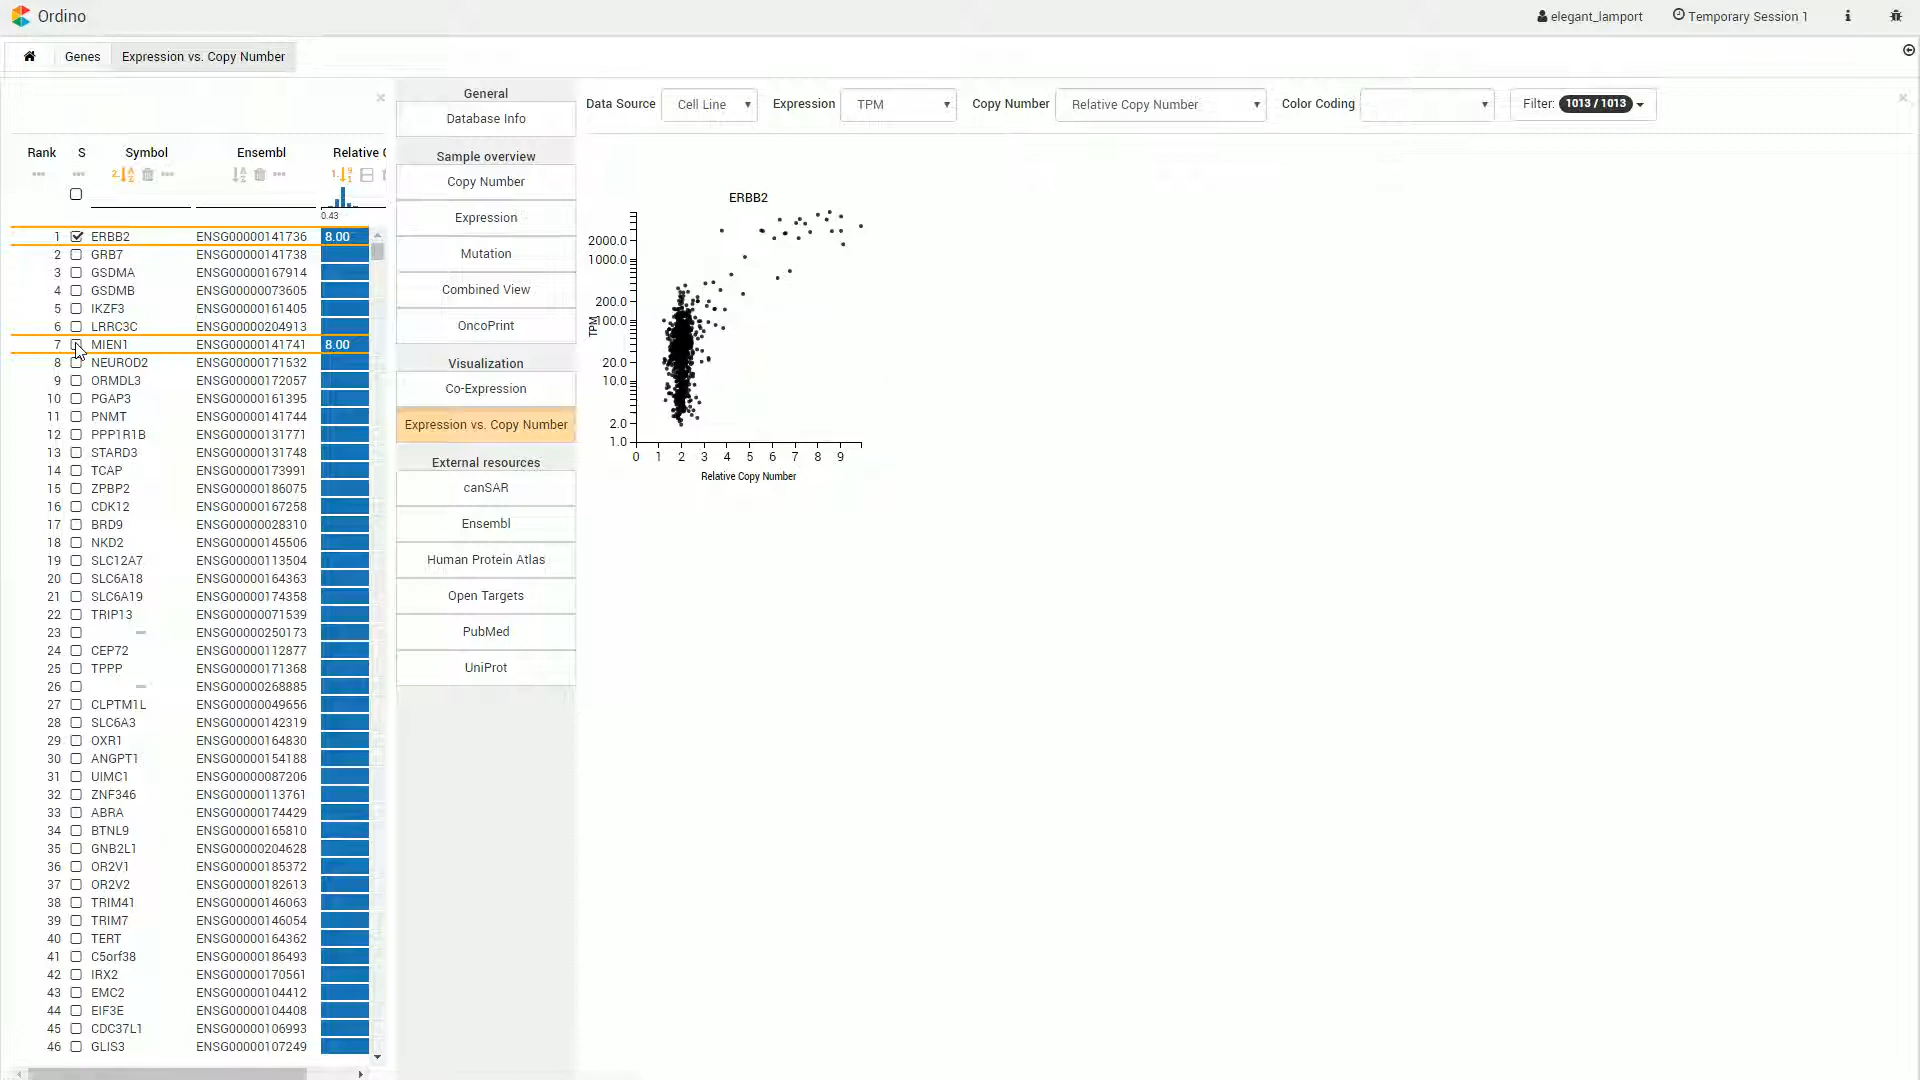 Ordino
elegant_lamport
Temporary Session 1
Genes
Expression vs. Copy Number
Rank S Symbol Ensembl Relative C
0.43
1 ERBB2 ENSG00000141736 8.00
2 GRB7 ENSG00000141738
3 GSDMA ENSG00000167914
4 GSDMB ENSG00000073605
5 IKZF3 ENSG00000161405
6 LRRC3C ENSG00000204913
7 MIEN1 ENSG00000141741 8.00
8 NEUROD2 ENSG00000171532
9 ORMDL3 ENSG00000172057
10 PGAP3 ENSG00000161395
11 PNMT ENSG00000141744
12 PPP1R1B ENSG00000131771
13 STARD3 ENSG00000131748
14 TCAP ENSG00000173991
15 ZPBP2 ENSG00000186075
16 CDK12 ENSG00000167258
17 BRD9 ENSG00000028310
18 NKD2 ENSG00000145506
19 SLC12A7 ENSG00000113504
20 SLC6A18 ENSG00000164363
21 SLC6A19 ENSG00000174358
22 TRIP13 ENSG00000071539
23 ENSG00000250173
24 CEP72 ENSG00000112877
25 TPPP ENSG00000171368
26 ENSG00000268885
27 CLPTM1L ENSG00000049656
28 SLC6A3 ENSG00000142319
29 OXR1 ENSG00000164830
30 ANGPT1 ENSG00000154188
31 UIMC1 ENSG00000087206
32 ZNF346 ENSG00000113761
33 ABRA ENSG00000174429
34 BTNL9 ENSG00000165810
35 GNB2L1 ENSG00000204628
36 OR2V1 ENSG00000185372
37 OR2V2 ENSG00000182613
38 TRIM41 ENSG00000146063
39 TRIM7 ENSG00000146054
40 TERT ENSG00000164362
41 C5orf38 ENSG00000186493
42 IRX2 ENSG00000170561
43 EMC2 ENSG00000104412
44 EIF3E ENSG00000104408
45 CDC37L1 ENSG00000106993
46 GLIS3 ENSG00000107249
General
Database Info
Sample overview
Copy Number
Expression
Mutation
Combined View
OncoPrint
Visualization
Co-Expression
Expression vs. Copy Number
External resources
canSAR
Ensembl
Human Protein Atlas
Open Targets
PubMed
UniProt
Data Source Cell Line Expression TPM Copy Number Relative Copy Number Color Coding Filter: 1013 / 1013
ERBB2
2000.0
1000.0
200.0
100.0
20.0
10.0
2.0
1.0
TPM
0 1 2 3 4 5 6 7 8 9
Relative Copy Number